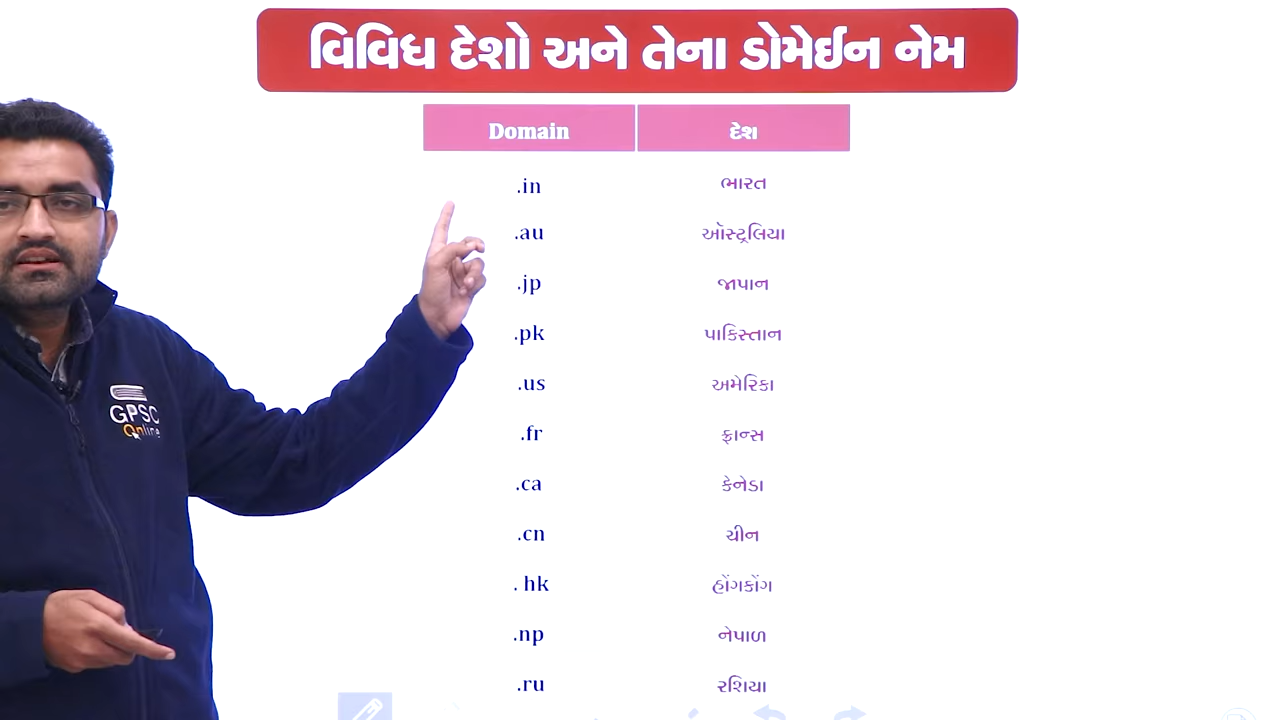 વિવિધ દેશો અને તેના ડોમેઈન નેમ
Domain દેશ
.in ભારત
.au ઑસ્ટ્રલિયા
.jp જાપાન
.pk પાકિસ્તાન
.us અમેરિકા
.fr ફ્રાન્સ
.ca કેનેડા
.cn ચીન
. hk હોંગકોંગ
.np નેપાળ
.ru રશિયા
GPSC
Online